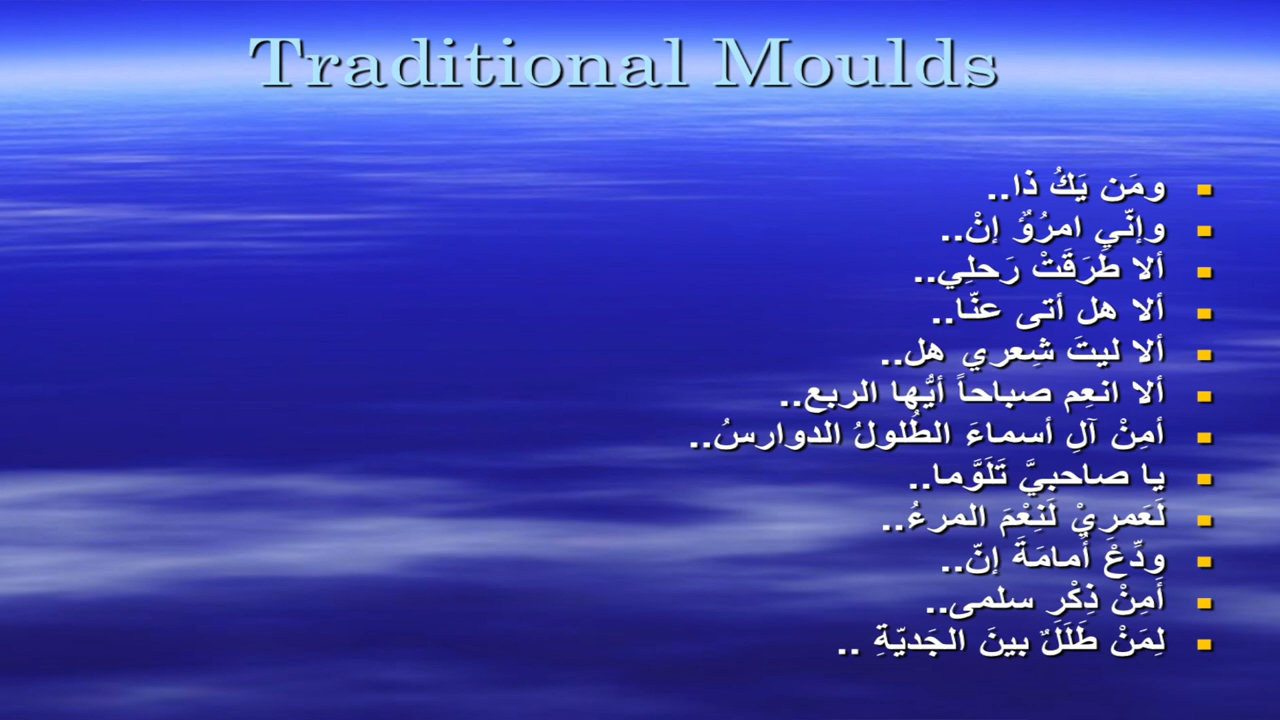 Traditional Moulds
ومَن يَكُ ذا..
وإنّي امرُوٌ إنْ..
ألا طَرَقَتْ رَحلِي..
ألا هل أتى عنّا..
ألا ليتَ شِعري هل..
ألا انعِم صباحاً أيُّها الربع..
أمِنْ آلِ أسماءَ الطُلولُ الدوارسُ..
يا صاحبيَّ تَلَوَّما..
لَعَمريْ لَنِعْمَ المرءُ..
ودِّعْ أُمامَةَ إنّ..
أَمِنْ ذِكْرِ سلمى..
لِمَنْ طَلَلٌ بينَ الجَديّةِ ..